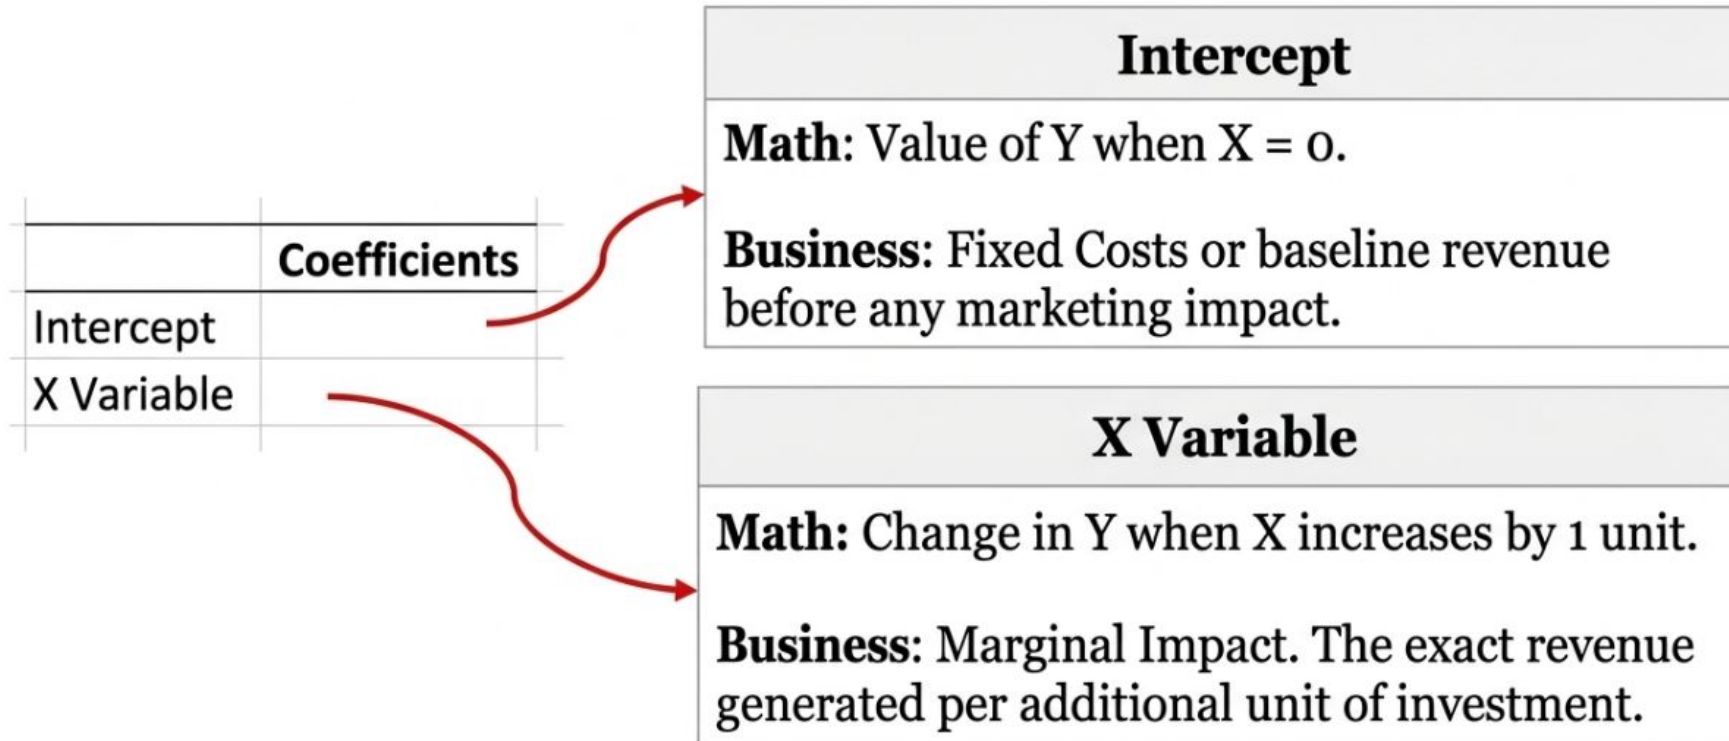 Coefficients
Intercept
X Variable
Intercept
Math: Value of Y when X = 0.
Business: Fixed Costs or baseline revenue
before any marketing impact.
X Variable
Math: Change in Y when X increases by 1 unit.
Business: Marginal Impact. The exact revenue
generated per additional unit of investment.